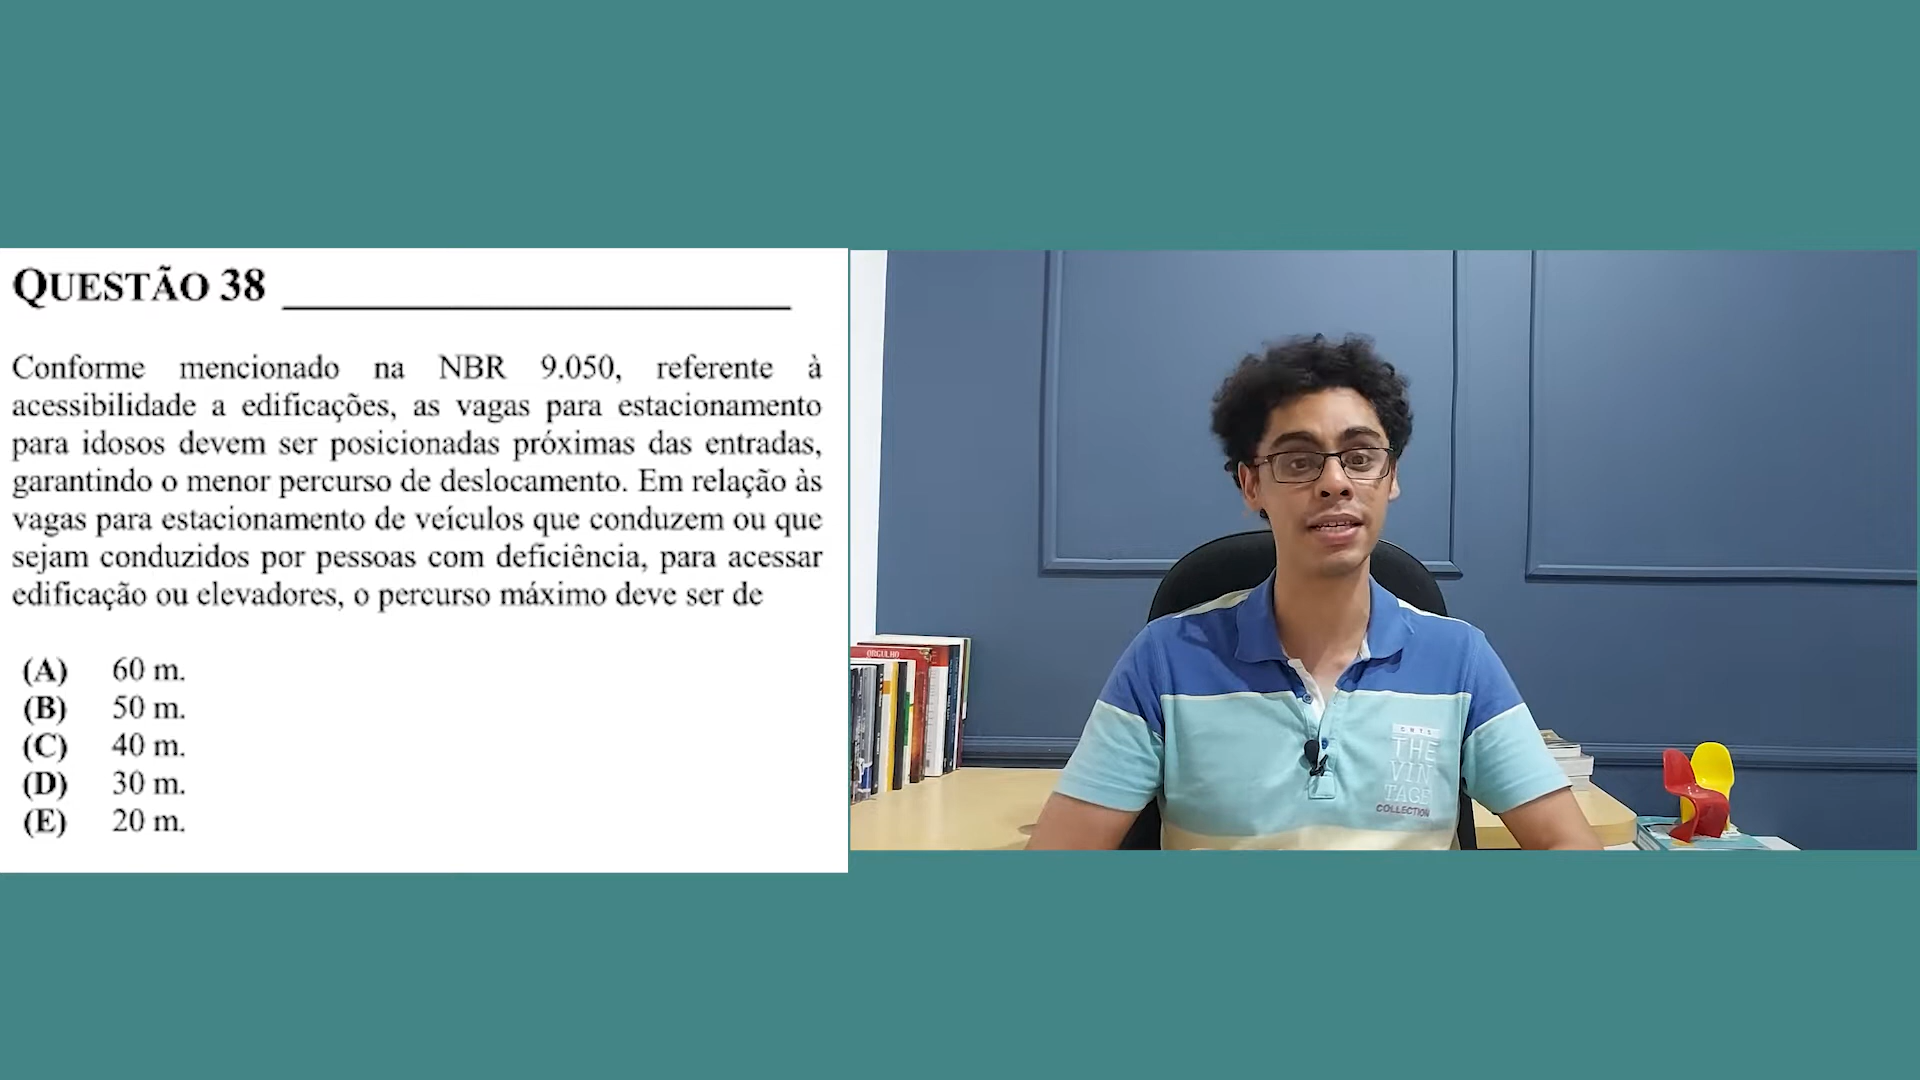 QUESTÃO 38
Conforme mencionado na NBR 9.050, referente à
acessibilidade a edificações, as vagas para estacionamento
para idosos devem ser posicionadas próximas das entradas,
garantindo o menor percurso de deslocamento. Em relação às
vagas para estacionamento de veículos que conduzem ou que
sejam conduzidos por pessoas com deficiência, para acessar
edificação ou elevadores, o percurso máximo deve ser de
(A) 60 m.
(B) 50 m.
(C) 40 m.
(D) 30 m.
(E) 20 m.
ORGULHO
THE
VIN
TAGE
COLLECTION